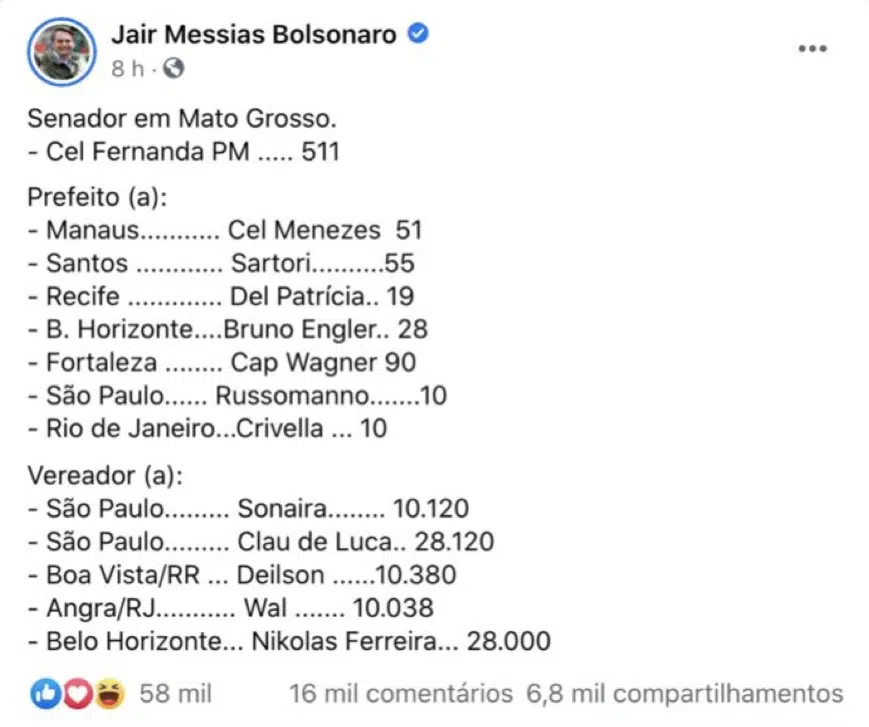 Jair Messias Bolsonaro
8 h ·
Senador em Mato Grosso.
- Cel Fernanda PM ..... 511
Prefeito (a):
- Manaus........... Cel Menezes  51
- Santos ............ Sartori..........55
- Recife ............. Del Patrícia.. 19
- B. Horizonte....Bruno Engler.. 28
- Fortaleza ........ Cap Wagner 90
- São Paulo...... Russomanno.......10
- Rio de Janeiro...Crivella ... 10
Vereador (a):
- São Paulo......... Sonaira........ 10.120
- São Paulo......... Clau de Luca.. 28.120
- Boa Vista/RR ... Deilson ......10.380
- Angra/RJ........... Wal ....... 10.038
- Belo Horizonte... Nikolas Ferreira... 28.000
58 mil 16 mil comentários 6,8 mil compartilhamentos